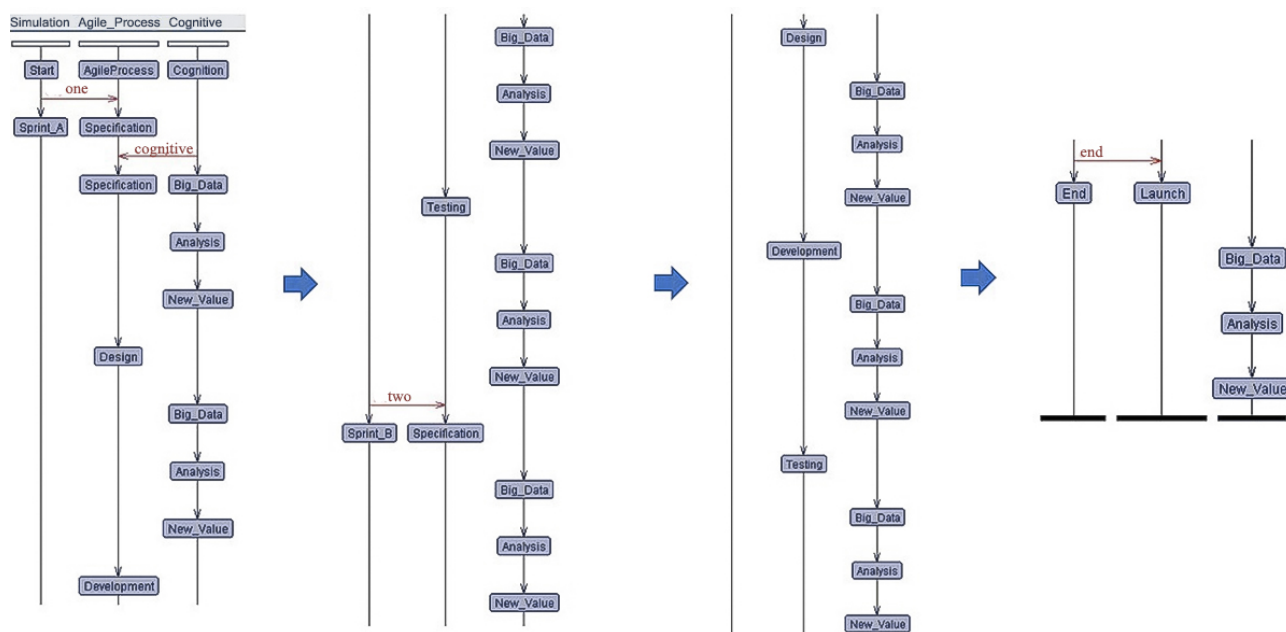 Simulation Agile_Process Cognitive
Start AgileProcess Cognition
one
Sprint_A Specification
cognitive
Specification Big_Data
Analysis
New_Value
Design
Big_Data
Analysis
New_Value
Development
Big_Data
Analysis
New_Value
Testing
Big_Data
Analysis
New_Value
two
Sprint_B Specification
Big_Data
Analysis
New_Value
Design
Big_Data
Analysis
New_Value
Development
Big_Data
Analysis
New_Value
Testing
Big_Data
Analysis
New_Value
end
End Launch
Big_Data
Analysis
New_Value